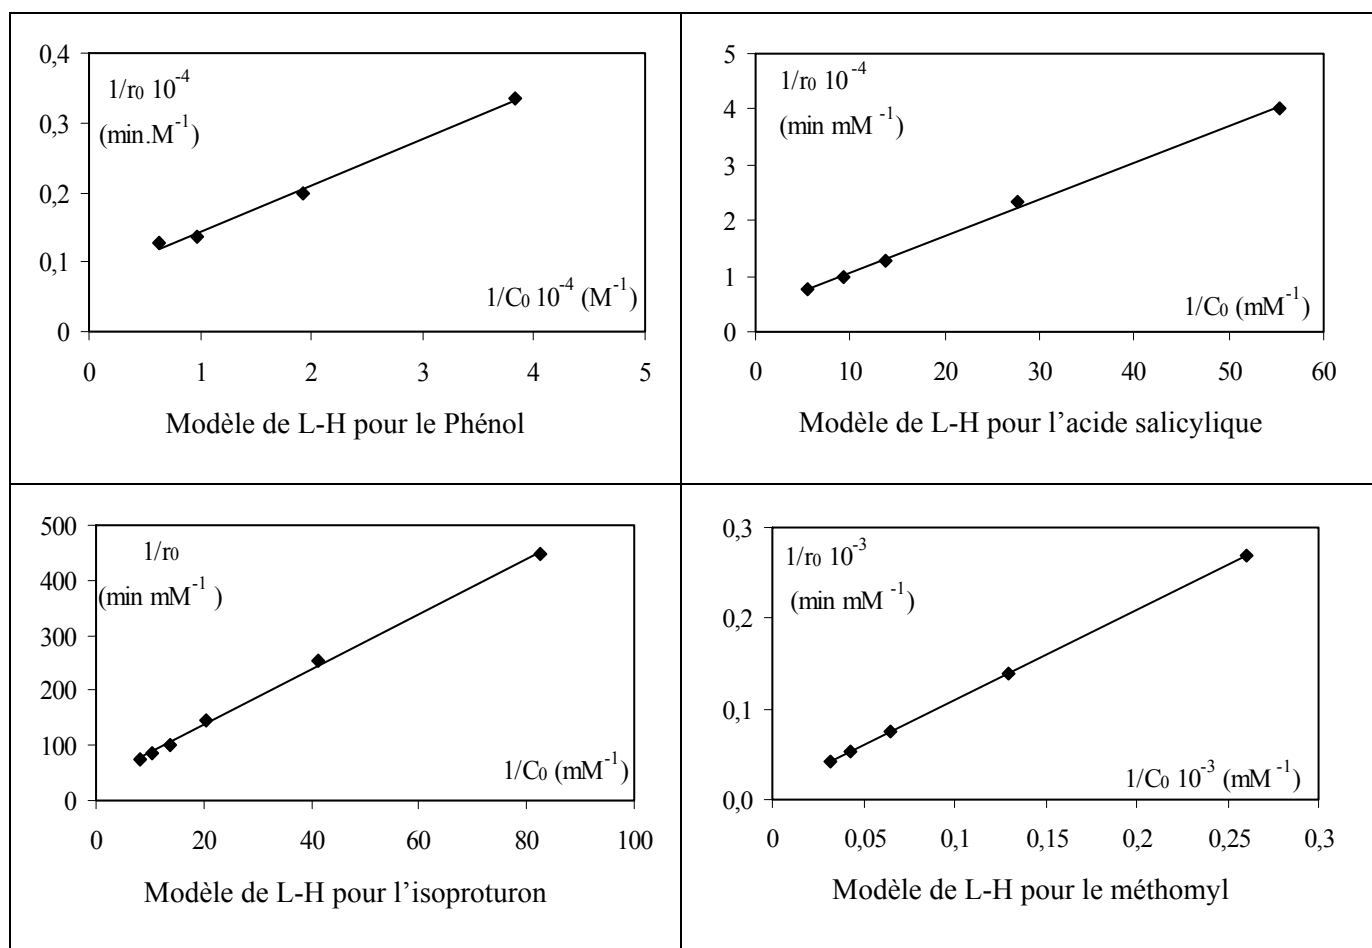 0,4
0,3
0,2
0,1
0
1/r₀ 10⁻⁴
(min.M⁻¹)
1/C₀ 10⁻⁴ (M⁻¹)
0 1 2 3 4 5
Modèle de L-H pour le Phénol
5
4
3
2
1
0
1/r₀ 10⁻⁴
(min mM ⁻¹)
1/C₀ (mM⁻¹)
0 10 20 30 40 50 60
Modèle de L-H pour l’acide salicylique
500
400
300
200
100
0
1/r₀
(min mM⁻¹ )
1/C₀ (mM⁻¹)
0 20 40 60 80 100
Modèle de L-H pour l’isoproturon
0,3
0,2
0,1
0,0
1/r₀ 10⁻³
(min mM ⁻¹)
1/C₀ 10⁻³ (mM ⁻¹)
0 0,05 0,1 0,15 0,2 0,25 0,3
Modèle de L-H pour le méthomyl